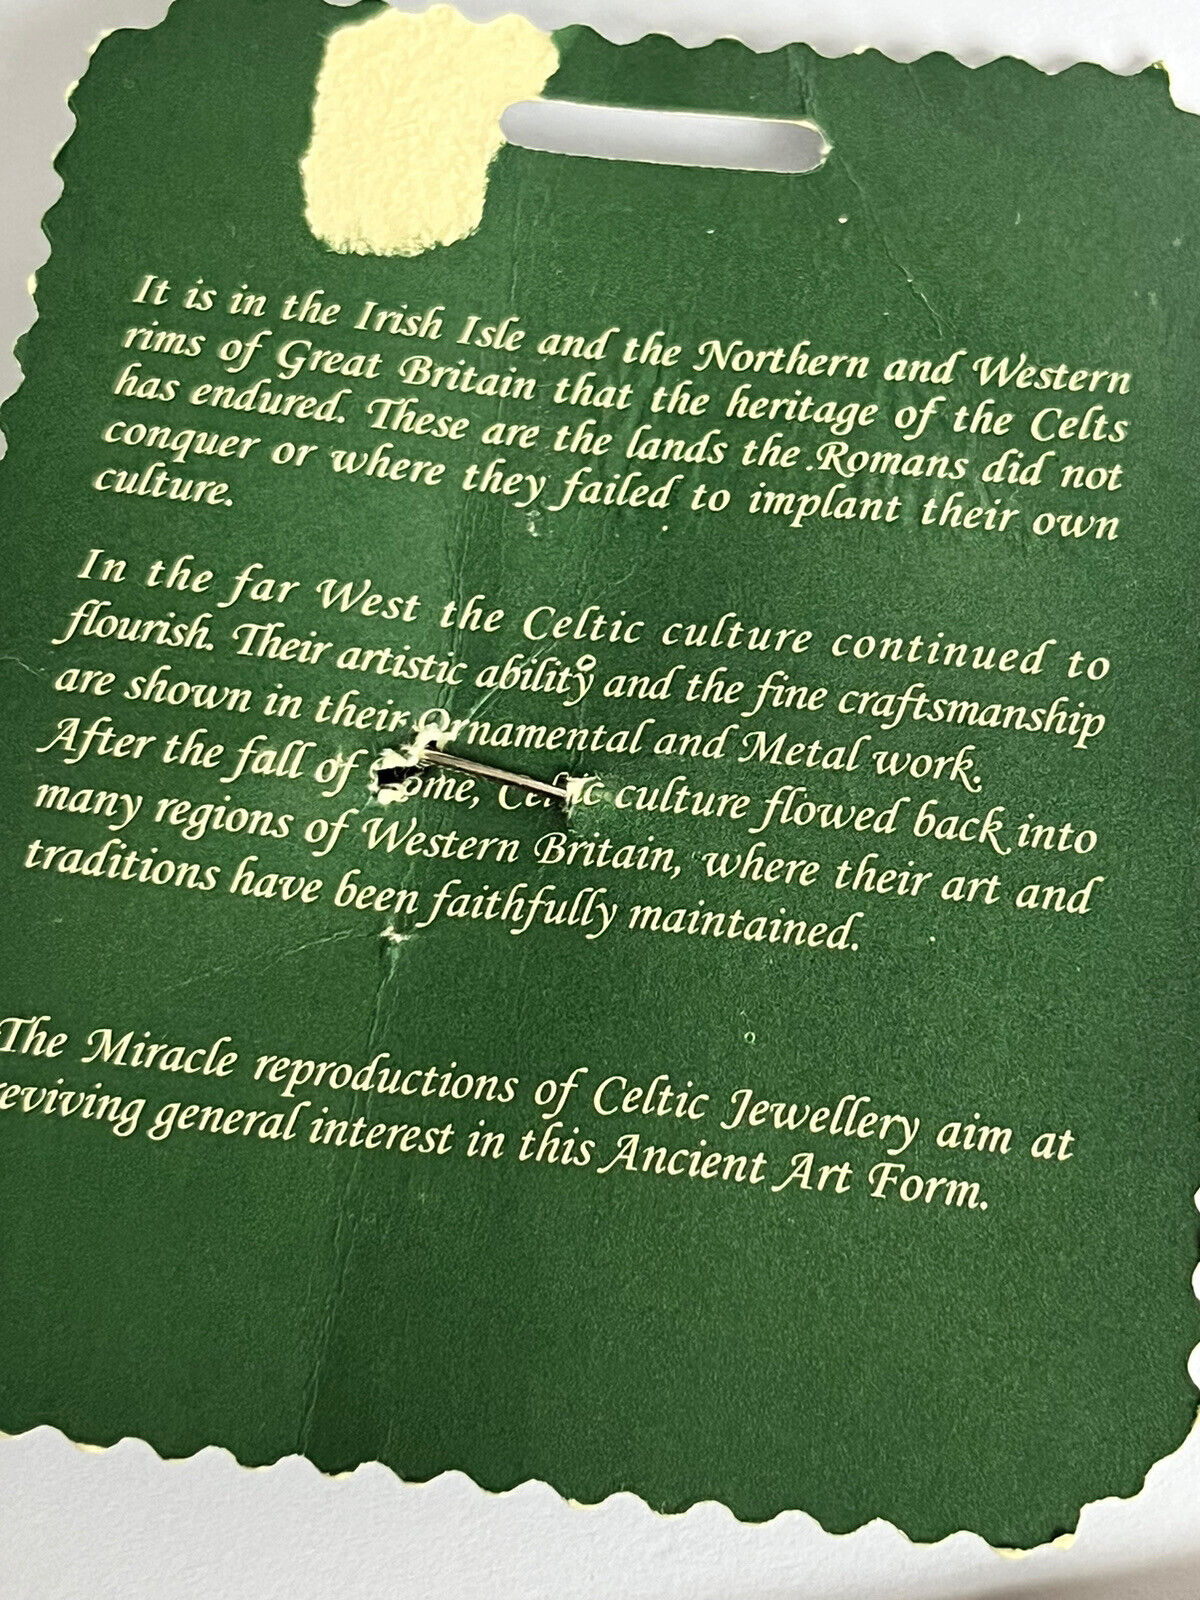 It is in the Irish Isle and the Northern and Western
rims of Great Britain that the heritage of the Celts
has endured. These are the lands the Romans did not
conquer or where they failed to implant their own
culture.
In the far West the Celtic culture continued to
flourish. Their artistic ability and the fine craftsmanship
are shown in their Ornamental and Metal work.
After the fall of Rome, Celtic culture flowed back into
many regions of Western Britain, where their art and
traditions have been faithfully maintained.
The Miracle reproductions of Celtic Jewellery aim at
reviving general interest in this Ancient Art Form.